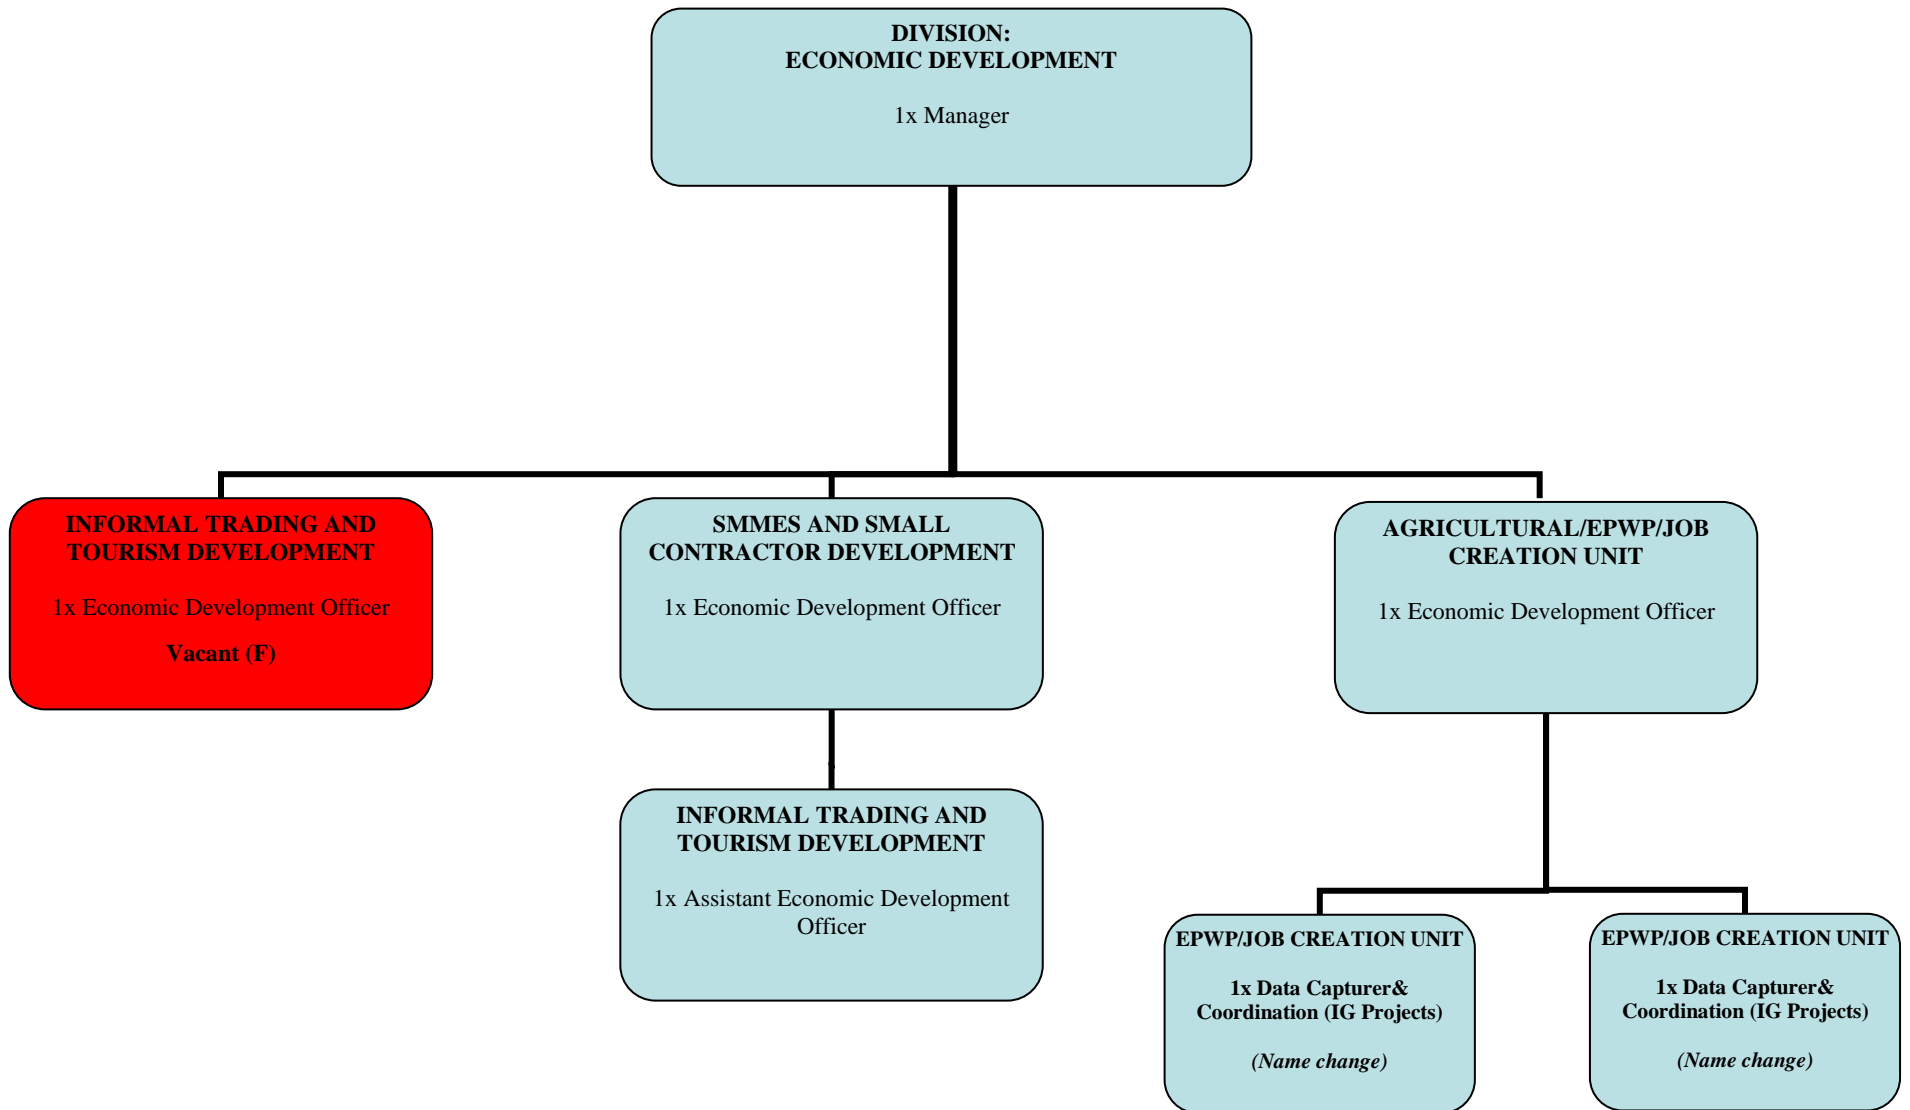 DIVISION:
ECONOMIC DEVELOPMENT
1x Manager
INFORMAL TRADING AND
TOURISM DEVELOPMENT
1x Economic Development Officer
Vacant (F)
SMMES AND SMALL
CONTRACTOR DEVELOPMENT
1x Economic Development Officer
AGRICULTURAL/EPWP/JOB
CREATION UNIT
1x Economic Development Officer
INFORMAL TRADING AND
TOURISM DEVELOPMENT
1x Assistant Economic Development
Officer
EPWP/JOB CREATION UNIT
1x Data Capturer&
Coordination (IG Projects)
(Name change)
EPWP/JOB CREATION UNIT
1x Data Capturer&
Coordination (IG Projects)
(Name change)